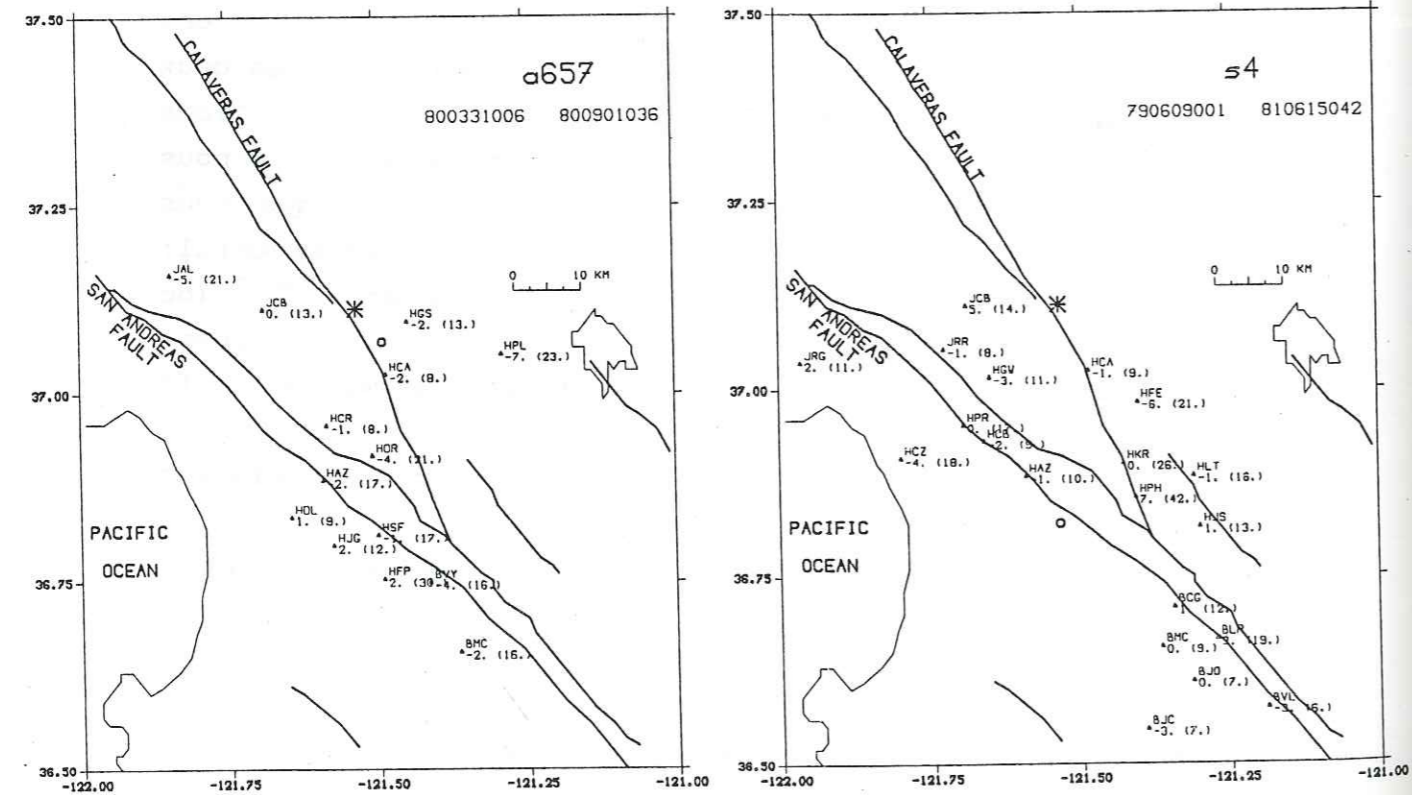 37.50
a657
800331006 800901036
CALAVERAS FAULT
37.25
JAL
-5. (21.)
0 10 KM
SAN ANDREAS
FAULT
JCB
0. (13.)
HGS
-2. (13.)
HPL
-7. (23.)
HCA
-2. (8.)
37.00
HCR
-1. (8.)
HOR
-4. (21.)
HAZ
-2. (17.)
HDL
1. (9.)
HSF
-1. (17.)
PACIFIC
OCEAN
HJG
2. (12.)
36.75
HFP
BVY
-4. (16.)
BMC
-2. (16.)
36.50
-122.00 -121.75 -121.50 -121.25 -121.00
37.50
s4
790609001 810615042
CALAVERAS FAULT
37.25
0 10 KM
SAN ANDREAS
FAULT
JCB
5. (14.)
JRR
-1. (8.)
JRG
2. (11.)
HGW
-3. (11.)
HCA
-1. (9.)
37.00
HFE
-6. (21.)
HPR
HCB
HCZ
-4. (18.)
HAZ
-1. (10.)
HKR
0. (26.)
HLT
-1. (16.)
HPH
7. (42.)
HJS
1. (13.)
PACIFIC
OCEAN
36.75
BCG
1. (12.)
BLR
BMC
0. (9.)
BJO
0. (7.)
BVL
BJC
-3. (7.)
36.50
-122.00 -121.75 -121.50 -121.25 -121.00